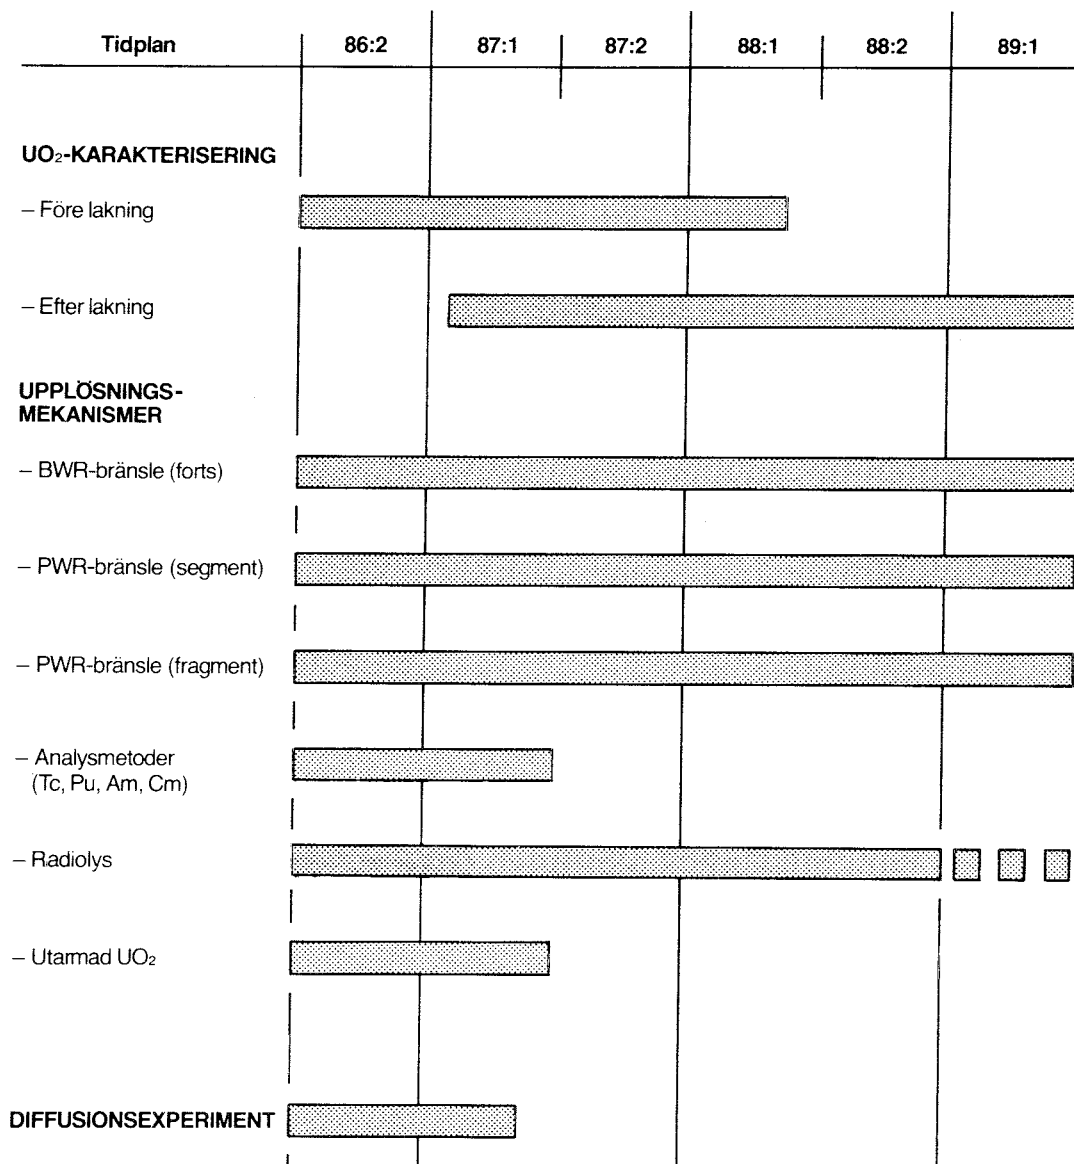 Tidplan 86:2 87:1 87:2 88:1 88:2 89:1
UO₂-KARAKTERISERING
– Före lakning
– Efter lakning
UPPLÖSNINGS-
MEKANISMER
– BWR-bränsle (forts)
– PWR-bränsle (segment)
– PWR-bränsle (fragment)
– Analysmetoder
(Tc, Pu, Am, Cm)
– Radiolys
– Utarmad UO₂
DIFFUSIONSEXPERIMENT